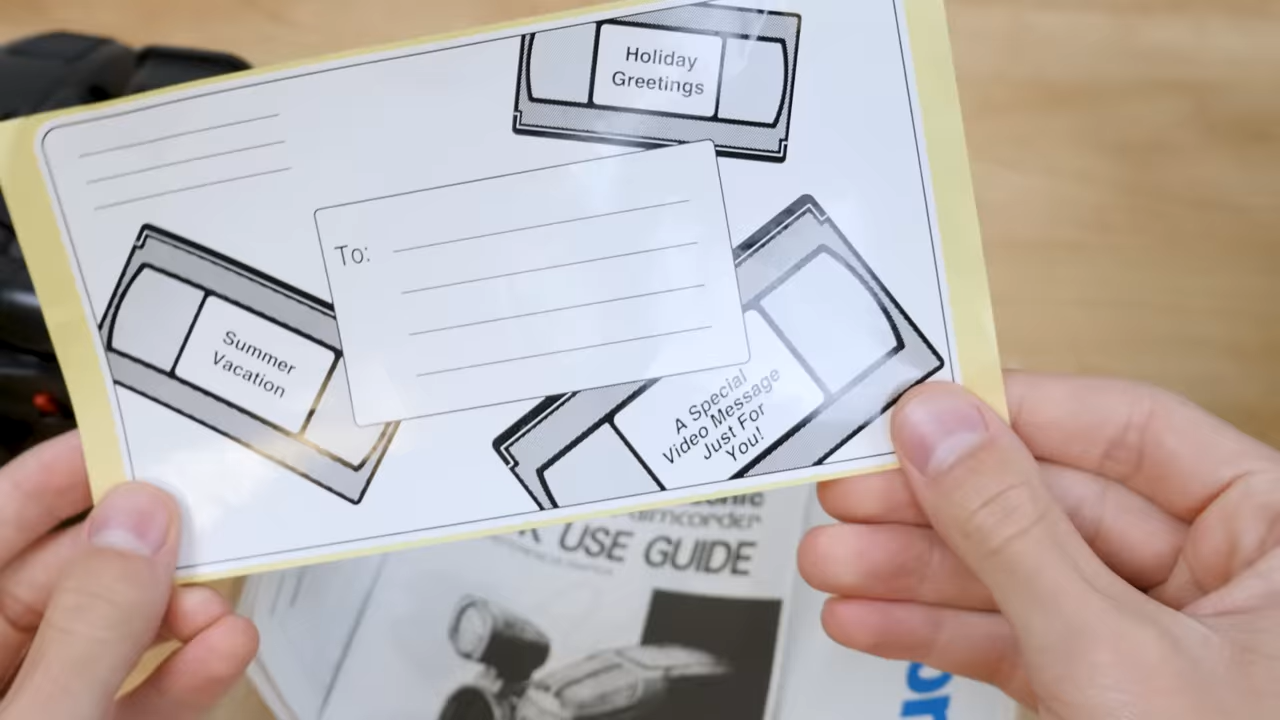 Holiday
Greetings
To:
Summer
Vacation
A Special
Video Message
Just For
You!
USE GUIDE